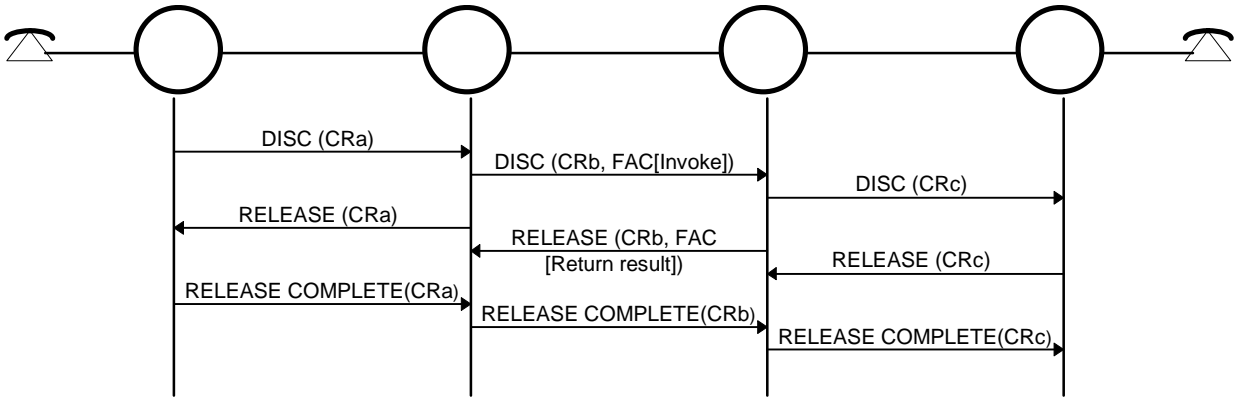 DISC (CRa)
DISC (CRb, FAC[Invoke])
DISC (CRc)
RELEASE (CRa)
RELEASE (CRb, FAC
[Return result])
RELEASE (CRc)
RELEASE COMPLETE(CRa)
RELEASE COMPLETE(CRb)
RELEASE COMPLETE(CRc)